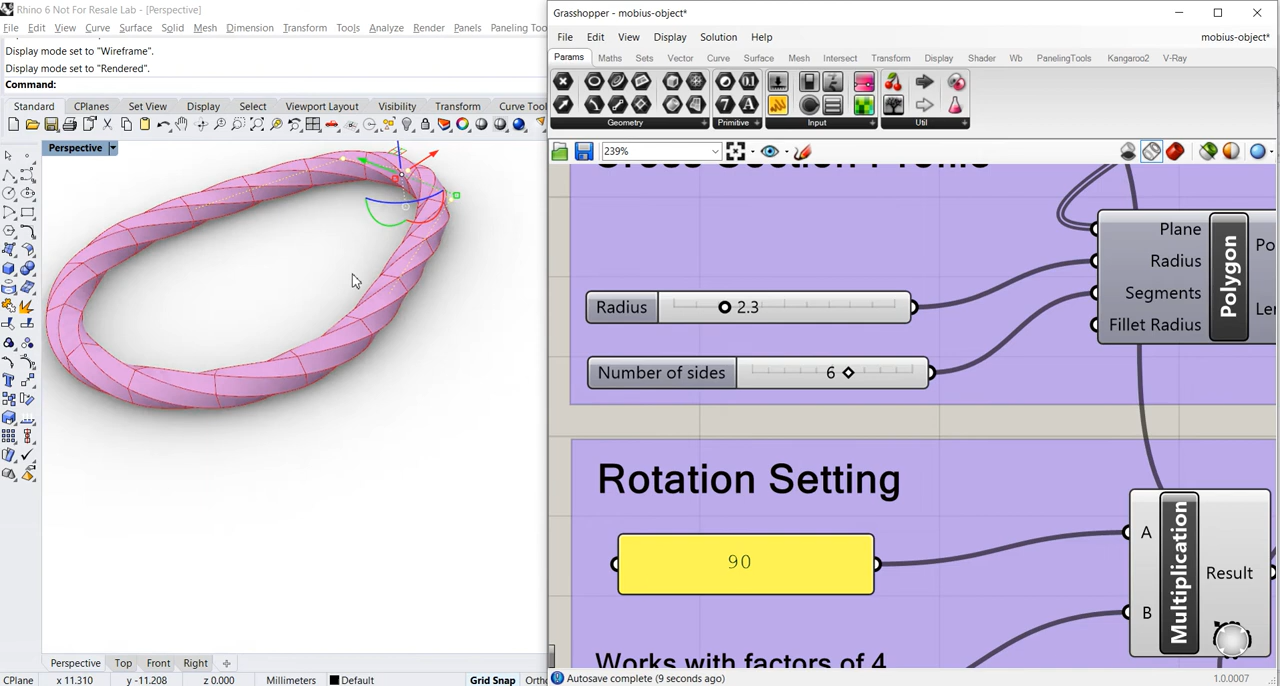 Rhino 6 Not For Resale Lab - [Perspective]
File Edit View Curve Surface Solid Mesh Dimension Transform Tools Analyze Render Panels Paneling Too
Display mode set to "Wireframe".
Display mode set to "Rendered".
Command:
Standard CPlanes Set View Display Select Viewport Layout Visibility Transform Curve Tool
Perspective
Perspective Top Front Right
CPlane x 11.310 y -11.208 z 0.000 Millimeters Default Grid Snap Ortho
Grasshopper - mobius-object*
File Edit View Display Solution Help mobius-object*
Params Maths Sets Vector Curve Surface Mesh Intersect Transform Display Shader Wb PanelingTools Kangaroo2 V-Ray
Geometry Primitive Input Util
239%
Cross Section Profile
Plane
Radius
Segments
Fillet Radius
Polygon
Po
Le
Radius 2.3
Number of sides 6
Rotation Setting
90
A
B
Multiplication
Result
Works with factors of 4
Autosave complete (9 seconds ago) 1.0.0007